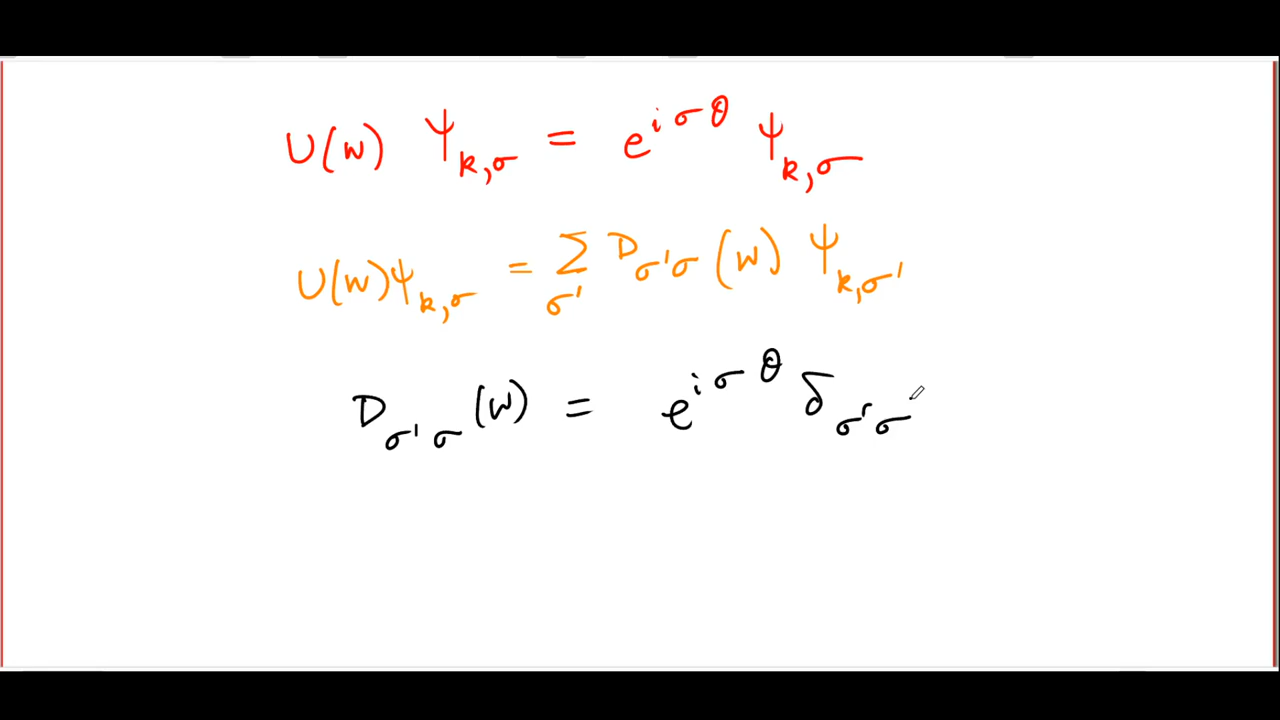 U(W) Ψ_{k,σ} = e^{iσθ} Ψ_{k,σ}
U(W)Ψ_{k,σ} = Σ_{σ'} D_{σ'σ}(W) Ψ_{k,σ'}
D_{σ'σ}(W) = e^{iσθ} δ_{σ'σ}